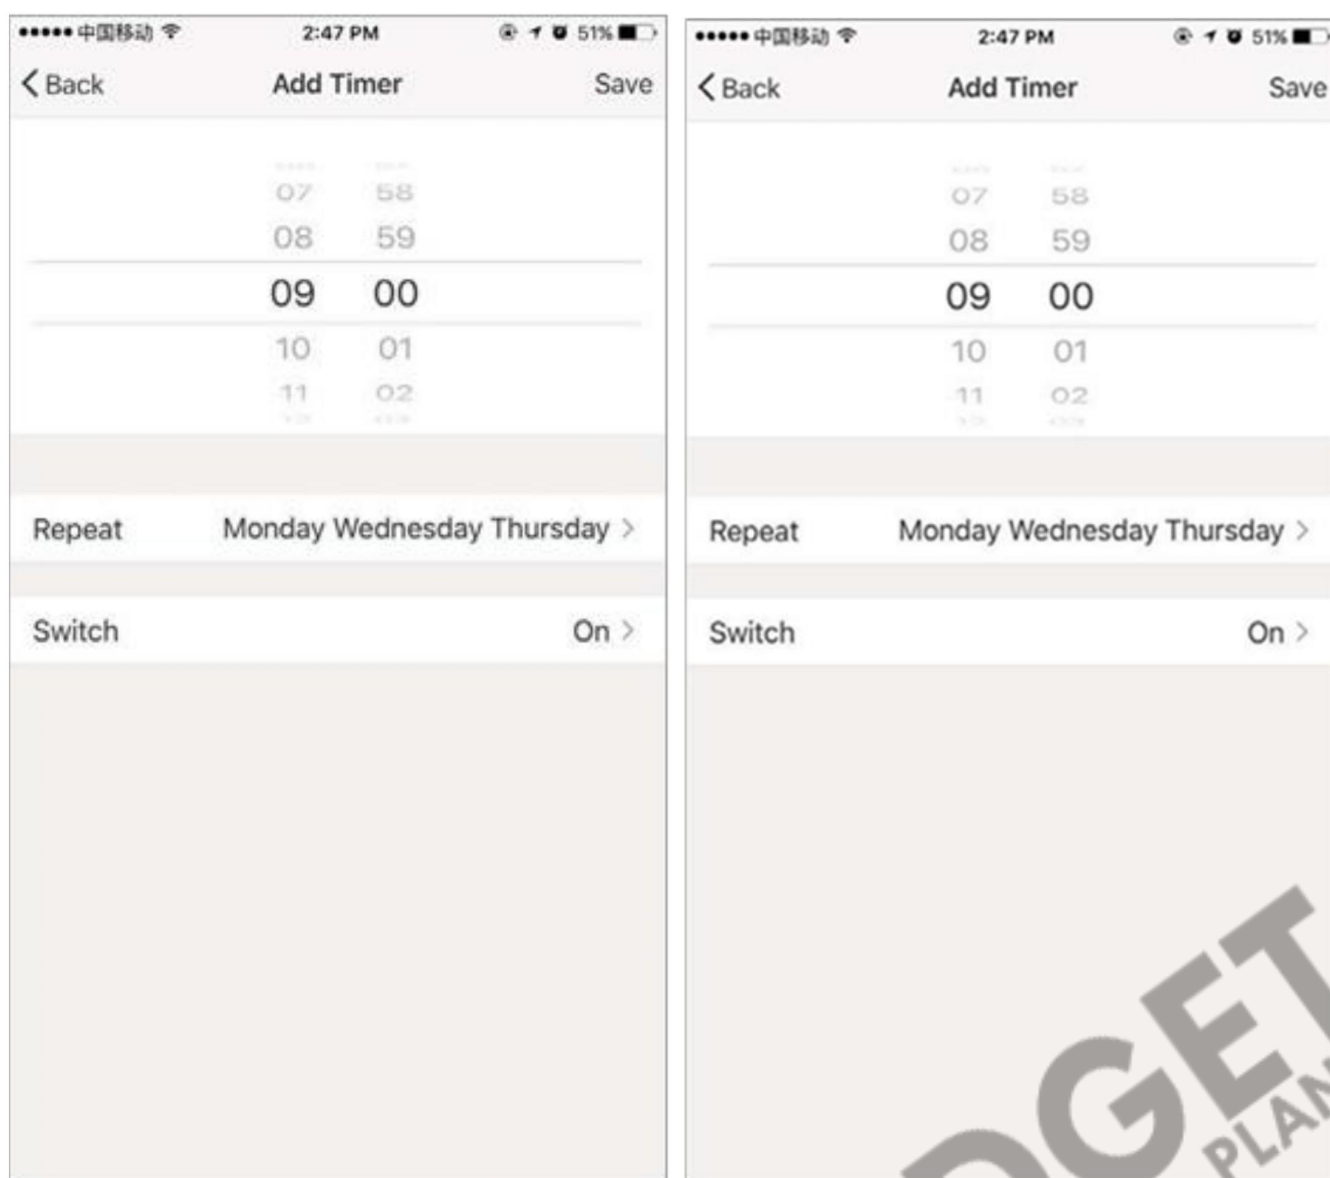 中国移动 2:47 PM 51%
Back Add Timer Save
07 58
08 59
09 00
10 01
11 02
Repeat Monday Wednesday Thursday
Switch On
中国移动 2:47 PM 51%
Back Add Timer Save
07 58
08 59
09 00
10 01
11 02
Repeat Monday Wednesday Thursday
Switch On
DGET
PLAN